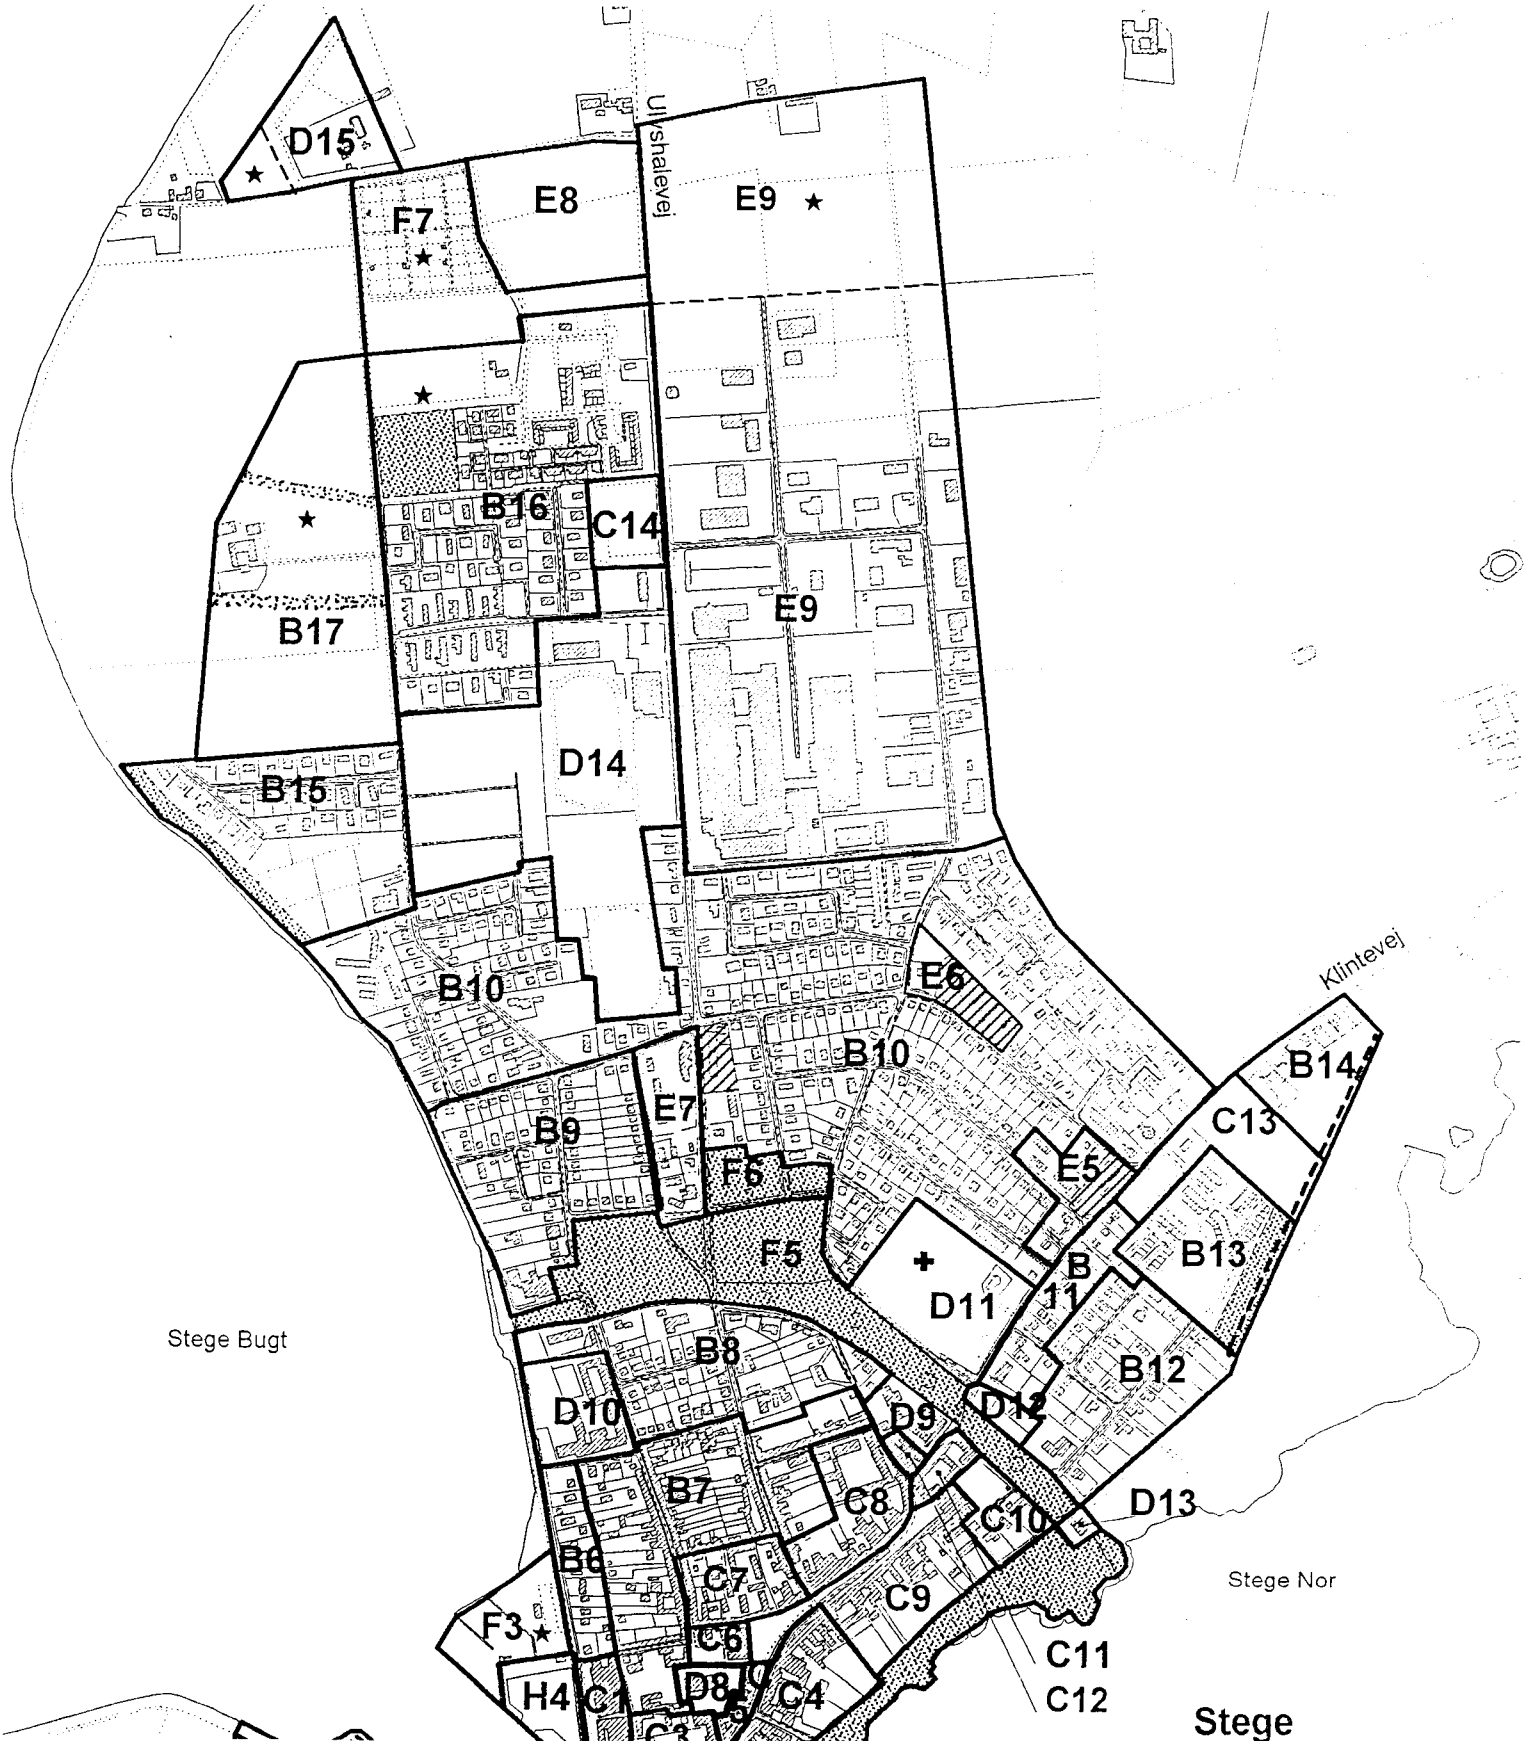 D15
Ulvshalevej
E8
E9
F7
B16
C14
E9
B17
D14
B15
E6
Klintevej
B10
B10
B14
E7
C13
B9
E5
F6
F5
B
11
B13
D11
Stege Bugt
B8
B12
D10
D9
D12
B7
C8
D13
C10
B6
C7
Stege Nor
C9
F3
C6
C11
D8
C
5
H4
C1
C4
C12
C3
Stege